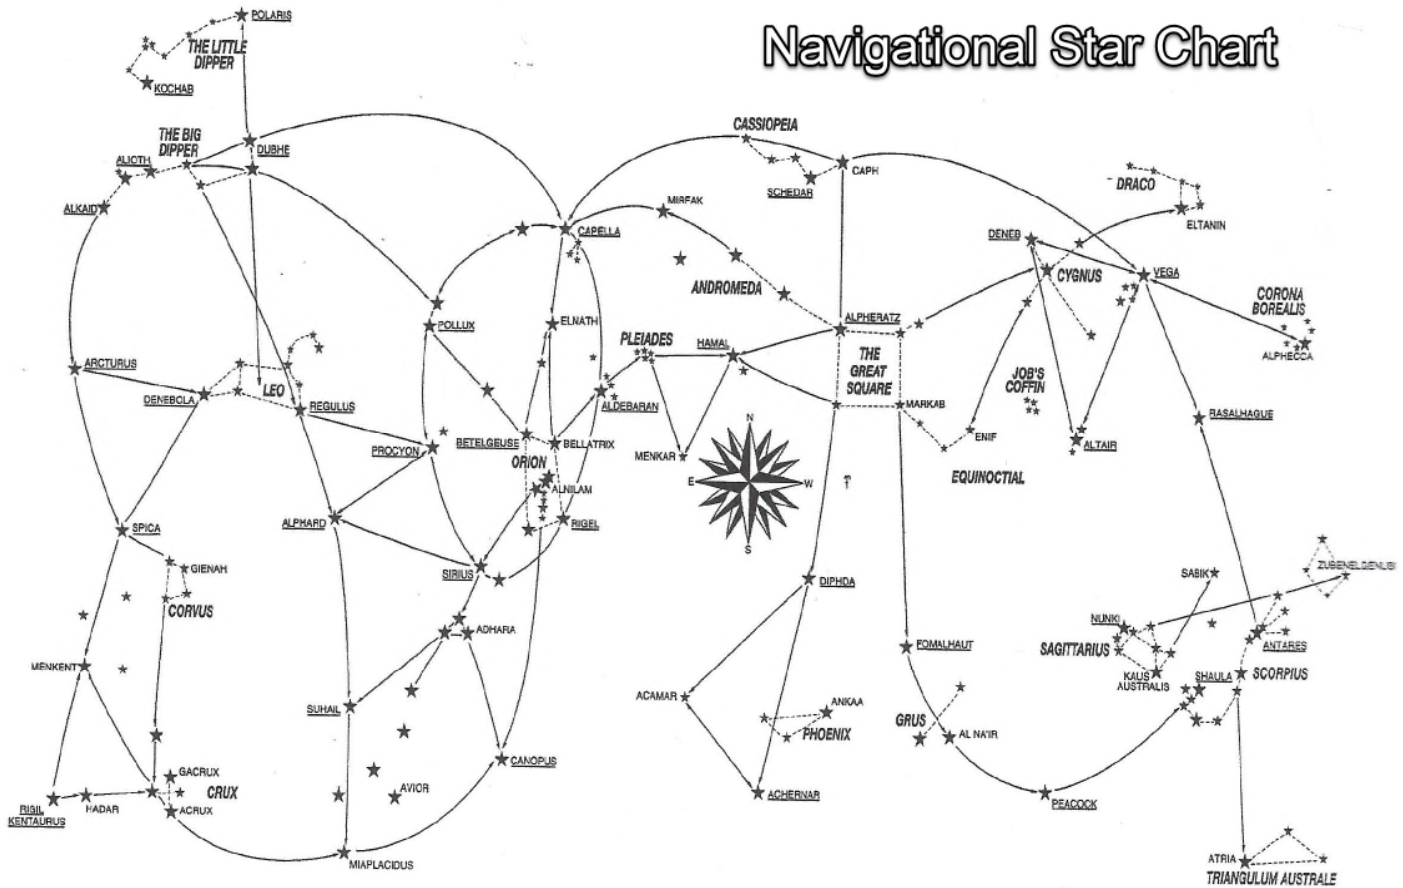 Navigational Star Chart
POLARIS
THE LITTLE
DIPPER
KOCHAB
THE BIG
DIPPER
DUBHE
ALIOTH
ALKAID
CASSIOPEIA
CAPH
SCHEDAR
MIRFAK
CAPELLA
DRACO
ELTANIN
DENEB
CYGNUS
VEGA
CORONA
BOREALIS
ALPHECCA
ANDROMEDA
ALPHERATZ
POLLUX
ELNATH
PLEIADES
HAMAL
THE
GREAT
SQUARE
JOB'S
COFFIN
ARCTURUS
DENEBOLA
LEO
REGULUS
ALDEBARAN
MARKAB
RASALHAGUE
PROCYON
BETELGEUSE
BELLATRIX
MENKAR
ENIF
ALTAIR
ORION
ALNILAM
EQUINOCTIAL
N
E
W
S
SPICA
ALPHARD
RIGEL
GIENAH
CORVUS
SIRIUS
DIPHDA
SABIK
ZUBENELGENUBI
ADHARA
NUNKI
SAGITTARIUS
ANTARES
MENKENT
FOMALHAUT
KAUS
AUSTRALIS
SHAULA
SCORPIUS
SUHAIL
ACAMAR
ANKAA
PHOENIX
GRUS
AL NA'IR
CANOPUS
GACRUX
CRUX
AVIOR
RIGIL
KENTAURUS
HADAR
ACRUX
ACHERNAR
PEACOCK
MIAPLACIDUS
ATRIA
TRIANGULUM AUSTRALE